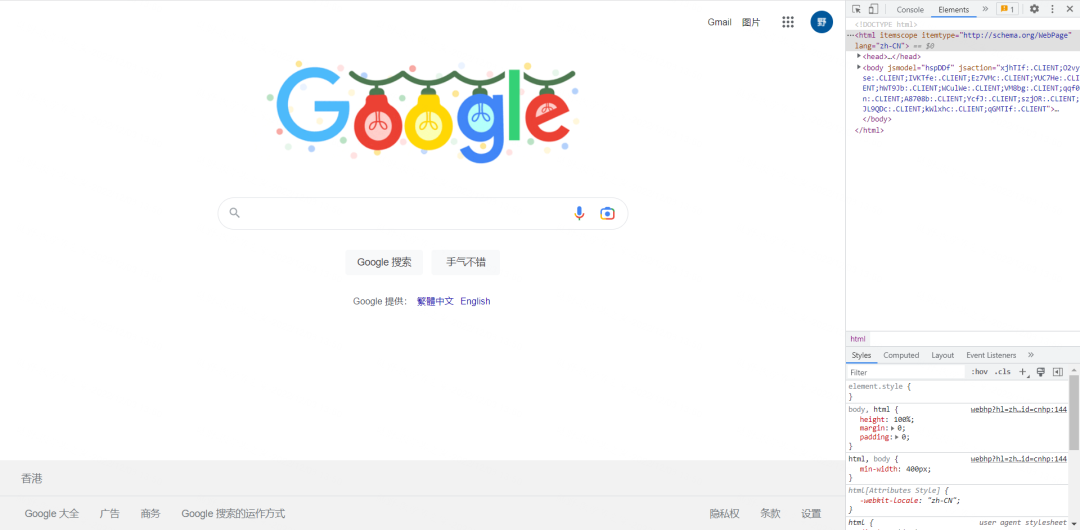 Gmail 图片 野
Google
Google 搜索 手气不错
Google 提供： 繁體中文 English
香港
Google 大全 广告 商务 Google 搜索的运作方式 隐私权 条款 设置
Console Elements » 1
<!DOCTYPE html>
<html itemscope itemtype="http://schema.org/WebPage"
lang="zh-CN"> == $0
<head>…</head>
<body jsmodel="hspDDf" jsaction="xjhTIf:.CLIENT;O2vy
se:.CLIENT;IVKTfe:.CLIENT;Ez7VMc:.CLIENT;YUC7He:.CLI
ENT;hWT9Jb:.CLIENT;WCulWe:.CLIENT;VM8bg:.CLIENT;qqf0
n:.CLIENT;A8708b:.CLIENT;YcfJ:.CLIENT;szjOR:.CLIENT;
JL9QDc:.CLIENT;kWlxhc:.CLIENT;qGMTIf:.CLIENT">…
</body>
</html>
html
Styles Computed Layout Event Listeners »
Filter :hov .cls +
element.style {
}
body, html { webhp?hl=zh…id=cnhp:144
height: 100%;
margin: 0;
padding: 0;
}
html, body { webhp?hl=zh…id=cnhp:144
min-width: 400px;
}
html[Attributes Style] {
-webkit-locale: "zh-CN";
}
html { user agent stylesheet